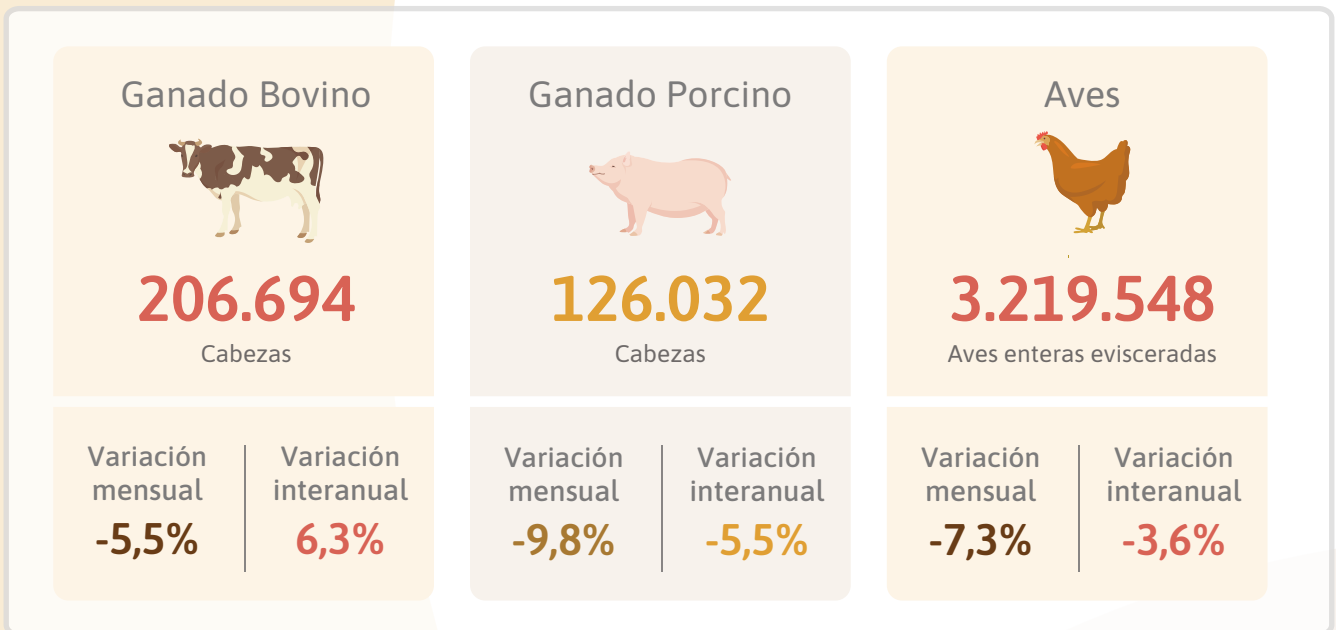 Ganado Bovino
206.694
Cabezas
Variación mensual
-5,5%
Variación interanual
6,3%
Ganado Porcino
126.032
Cabezas
Variación mensual
-9,8%
Variación interanual
-5,5%
Aves
3.219.548
Aves enteras evisceradas
Variación mensual
-7,3%
Variación interanual
-3,6%